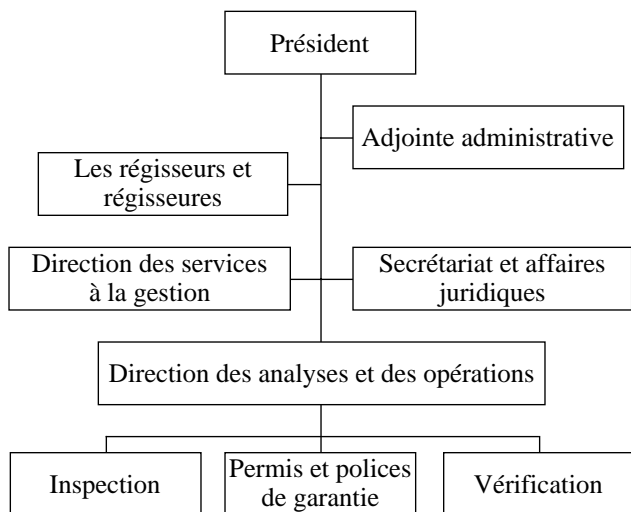 Président
Adjointe administrative
Les régisseurs et
régisseures
Direction des services
à la gestion
Secrétariat et affaires
juridiques
Direction des analyses et des opérations
Inspection
Permis et polices
de garantie
Vérification